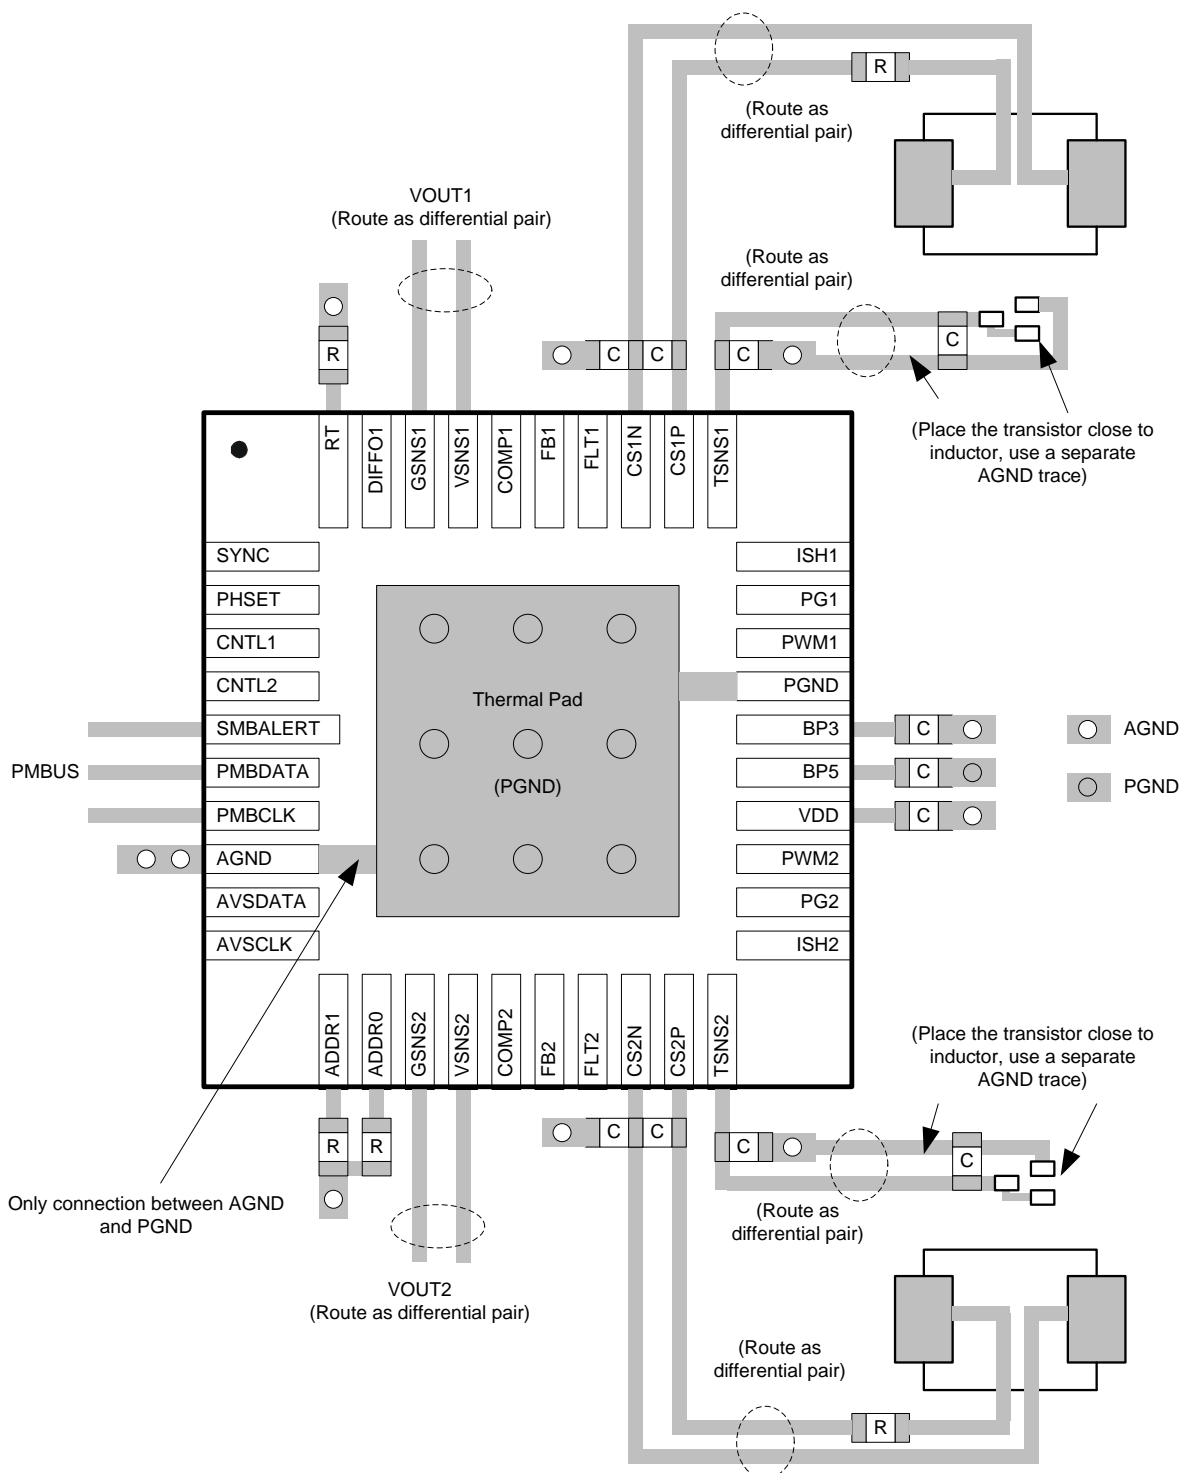 R
(Route as
differential pair)
VOUT1
(Route as differential pair)
(Route as
differential pair)
R
C
C
C
C
(Place the transistor close to
inductor, use a separate
AGND trace)
RT
DIFFO1
GSNS1
VSNS1
COMP1
FB1
FLT1
CS1N
CS1P
TSNS1
SYNC
PHSET
CNTL1
CNTL2
SMBALERT
PMBUS
PMBDATA
PMBCLK
AGND
AVSDATA
AVSCLK
Thermal Pad
(PGND)
ISH1
PG1
PWM1
PGND
BP3
C
BP5
C
VDD
C
PWM2
PG2
ISH2
AGND
PGND
ADDR1
ADDR0
GSNS2
VSNS2
COMP2
FB2
FLT2
CS2N
CS2P
TSNS2
(Place the transistor close to
inductor, use a separate
AGND trace)
R
R
C
C
C
C
Only connection between AGND
and PGND
(Route as
differential pair)
VOUT2
(Route as differential pair)
(Route as
differential pair)
R